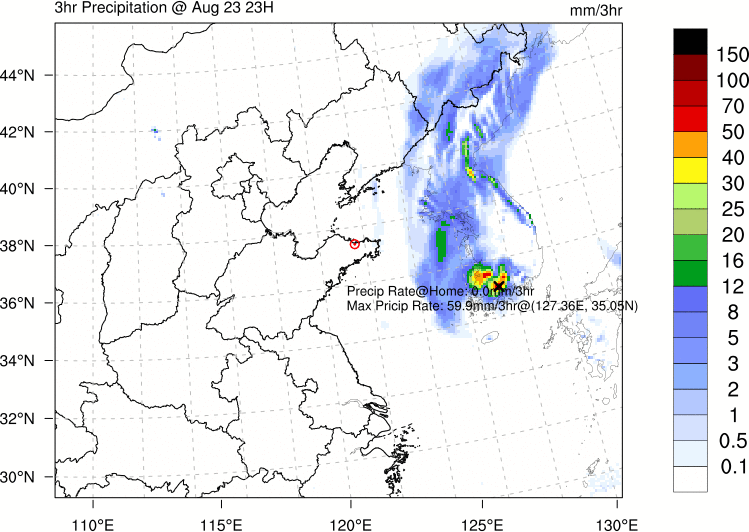 3hr Precipitation @ Aug 23 23H
mm/3hr
44°N
42°N
40°N
38°N
36°N
34°N
32°N
30°N
110°E
115°E
120°E
125°E
130°E
Precip Rate@Home: 0.0mm/3hr
Max Pricip Rate: 59.9mm/3hr@(127.36E, 35.05N)
150
100
70
50
40
30
25
20
16
12
8
5
3
2
1
0.5
0.1